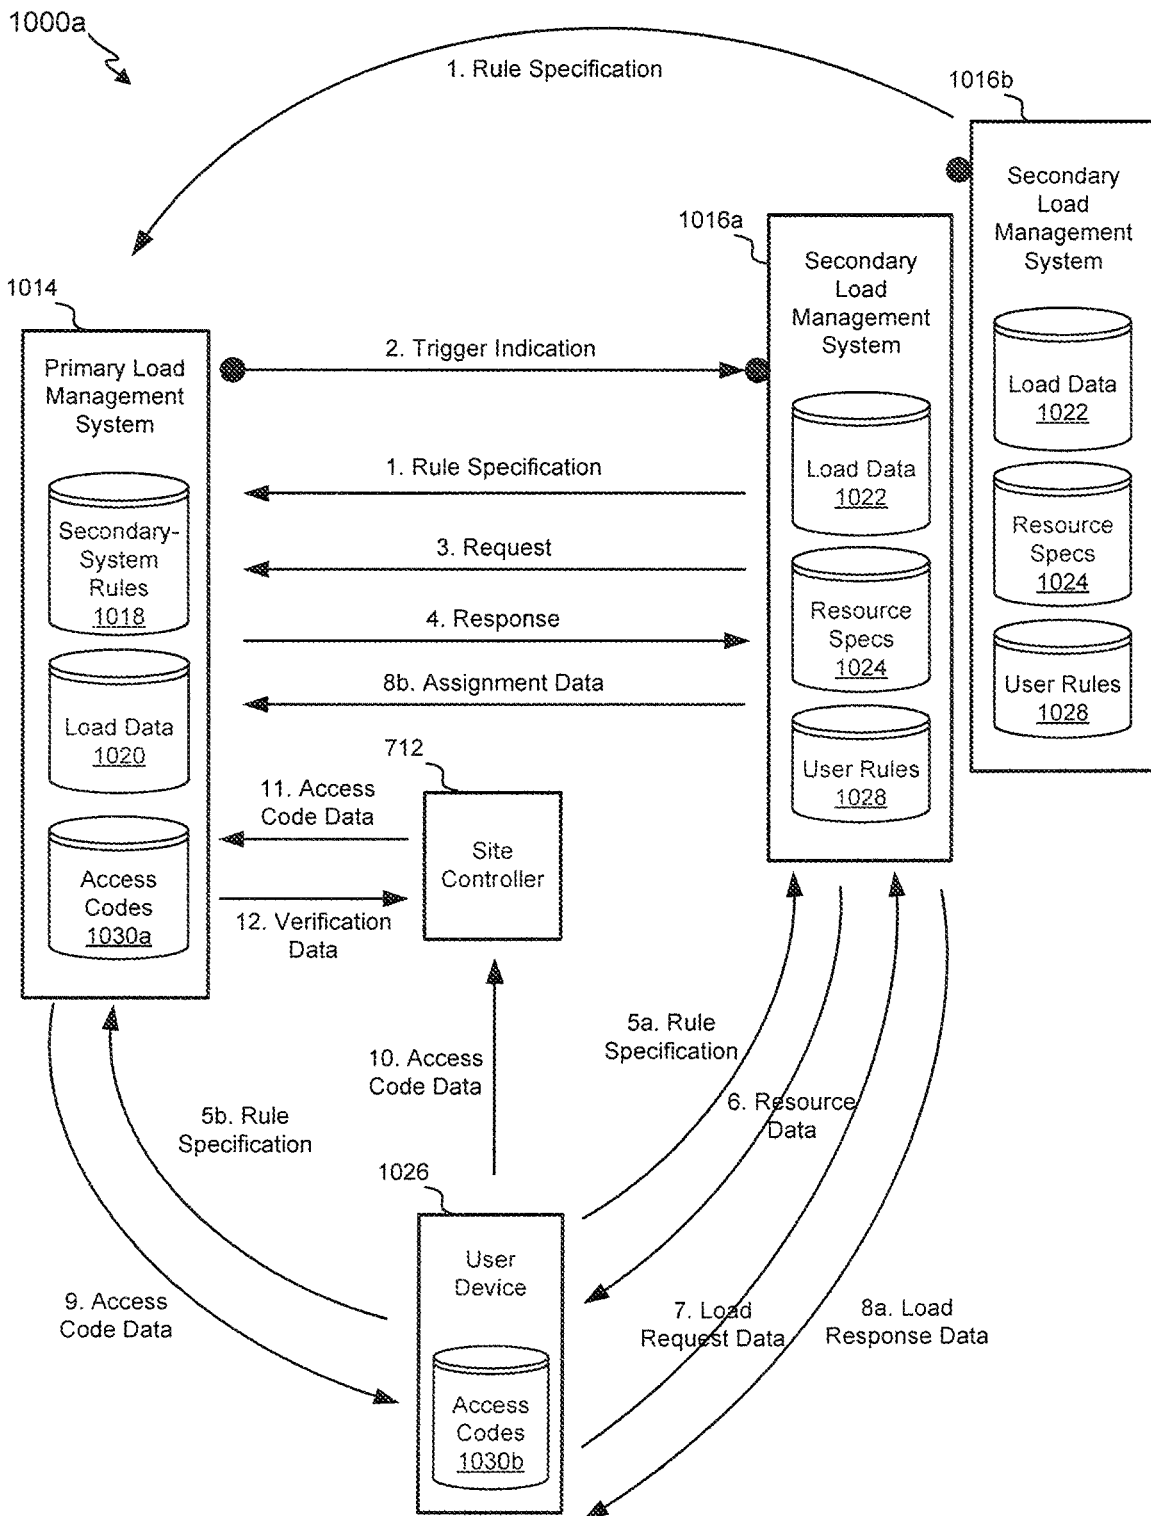 1000a
1. Rule Specification
1016b
Secondary
Load
Management
System
Load Data
1022
Resource
Specs
1024
User Rules
1028
1016a
Secondary
Load
Management
System
Load Data
1022
Resource
Specs
1024
User Rules
1028
1014
Primary Load
Management
System
Secondary-
System
Rules
1018
Load Data
1020
Access
Codes
1030a
2. Trigger Indication
1. Rule Specification
3. Request
4. Response
8b. Assignment Data
712
Site
Controller
11. Access
Code Data
12. Verification
Data
10. Access
Code Data
5a. Rule
Specification
6. Resource
Data
5b. Rule
Specification
9. Access
Code Data
7. Load
Request Data
8a. Load
Response Data
1026
User
Device
Access
Codes
1030b